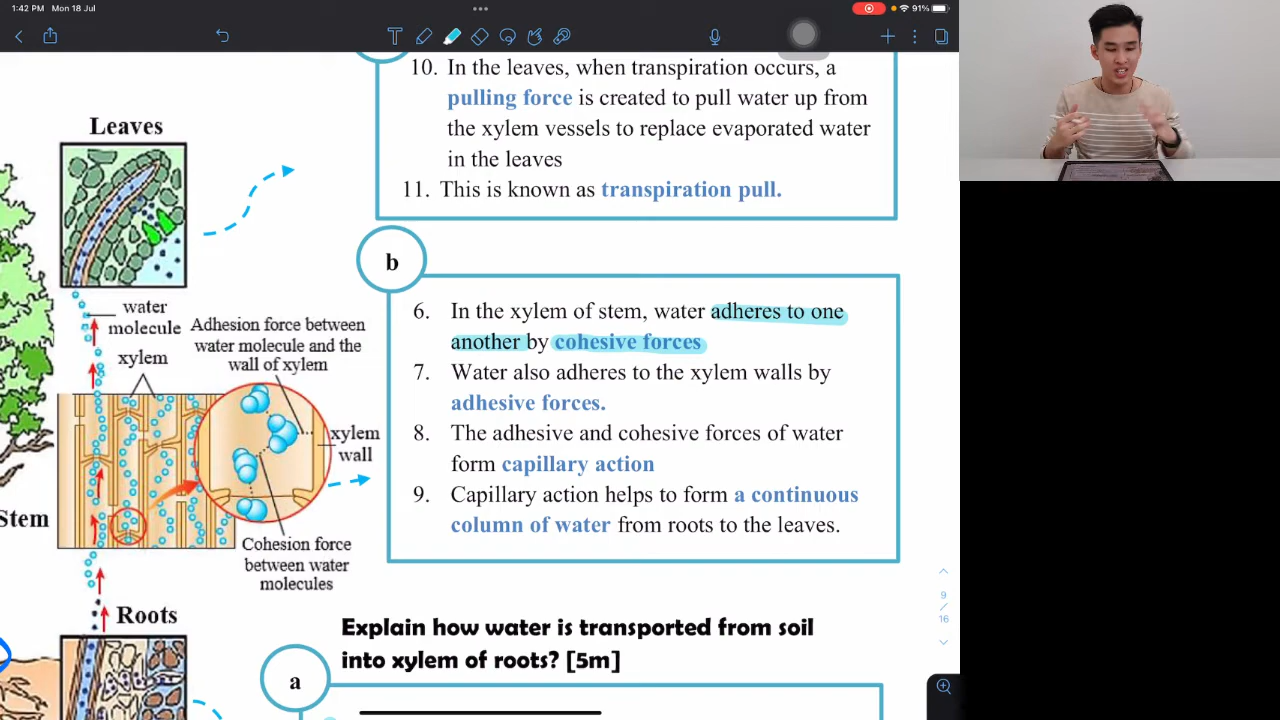 1:42 PM Mon 18 Jul
91%
10. In the leaves, when transpiration occurs, a
pulling force is created to pull water up from
the xylem vessels to replace evaporated water
in the leaves
11. This is known as transpiration pull.
Leaves
water
molecule
xylem
Adhesion force between
water molecule and the
wall of xylem
xylem
wall
Stem
Cohesion force
between water
molecules
Roots
b
6. In the xylem of stem, water adheres to one
another by cohesive forces
7. Water also adheres to the xylem walls by
adhesive forces.
8. The adhesive and cohesive forces of water
form capillary action
9. Capillary action helps to form a continuous
column of water from roots to the leaves.
9
/
16
Explain how water is transported from soil
into xylem of roots? [5m]
a